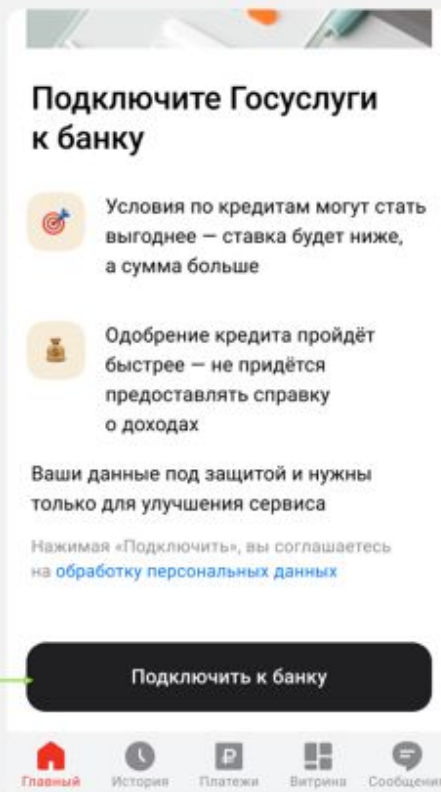 Подключите Госуслуги
к банку
Условия по кредитам могут стать
выгоднее — ставка будет ниже,
а сумма больше
Одобрение кредита пройдёт
быстрее — не придётся
предоставлять справку
о доходах
Ваши данные под защитой и нужны
только для улучшения сервиса
Нажимая «Подключить», вы соглашаетесь
на обработку персональных данных
Подключить к банку
Главный История Платежи Витрина Сообщения